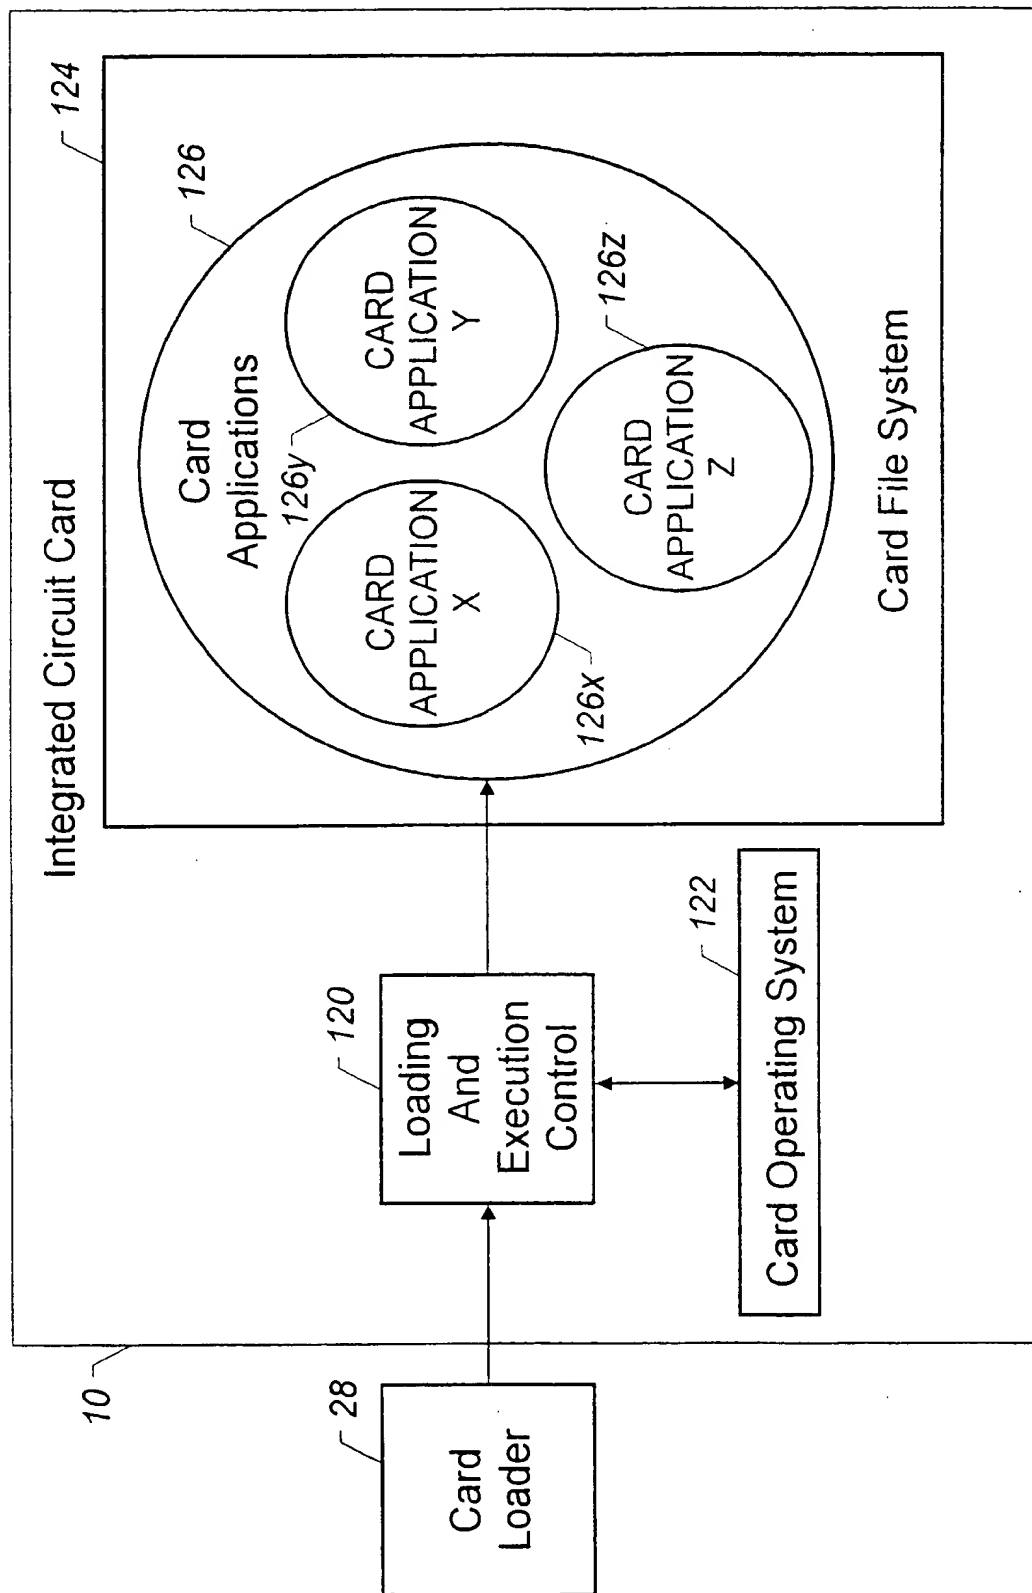 Integrated Circuit Card
10
28
Card
Loader
120
Loading
And
Execution
Control
122
Card Operating System
124
126
Card
Applications
126y
CARD
APPLICATION
X
126x
CARD
APPLICATION
Y
CARD
APPLICATION
Z
126z
Card File System